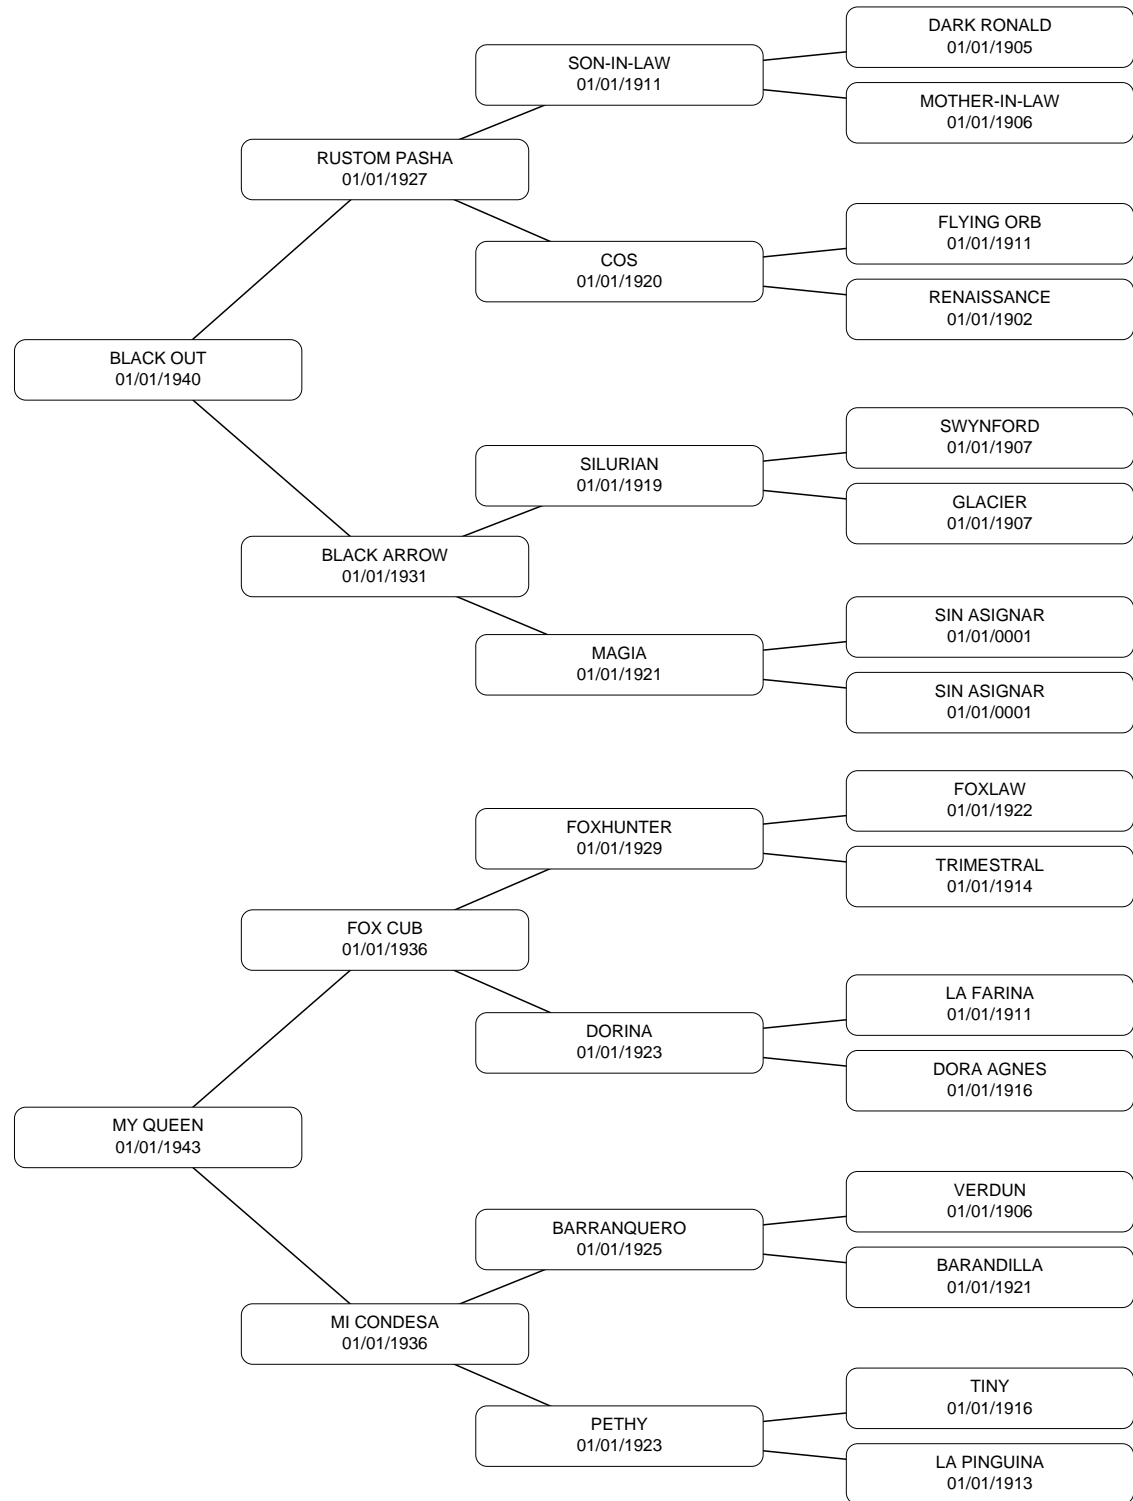 DARK RONALD
01/01/1905
SON-IN-LAW
01/01/1911
MOTHER-IN-LAW
01/01/1906
RUSTOM PASHA
01/01/1927
FLYING ORB
01/01/1911
COS
01/01/1920
RENAISSANCE
01/01/1902
BLACK OUT
01/01/1940
SWYNFORD
01/01/1907
SILURIAN
01/01/1919
GLACIER
01/01/1907
BLACK ARROW
01/01/1931
SIN ASIGNAR
01/01/0001
MAGIA
01/01/1921
SIN ASIGNAR
01/01/0001
FOXLAW
01/01/1922
FOXHUNTER
01/01/1929
TRIMESTRAL
01/01/1914
FOX CUB
01/01/1936
LA FARINA
01/01/1911
DORINA
01/01/1923
DORA AGNES
01/01/1916
MY QUEEN
01/01/1943
VERDUN
01/01/1906
BARRANQUERO
01/01/1925
BARANDILLA
01/01/1921
MI CONDESA
01/01/1936
TINY
01/01/1916
PETHY
01/01/1923
LA PINGUINA
01/01/1913